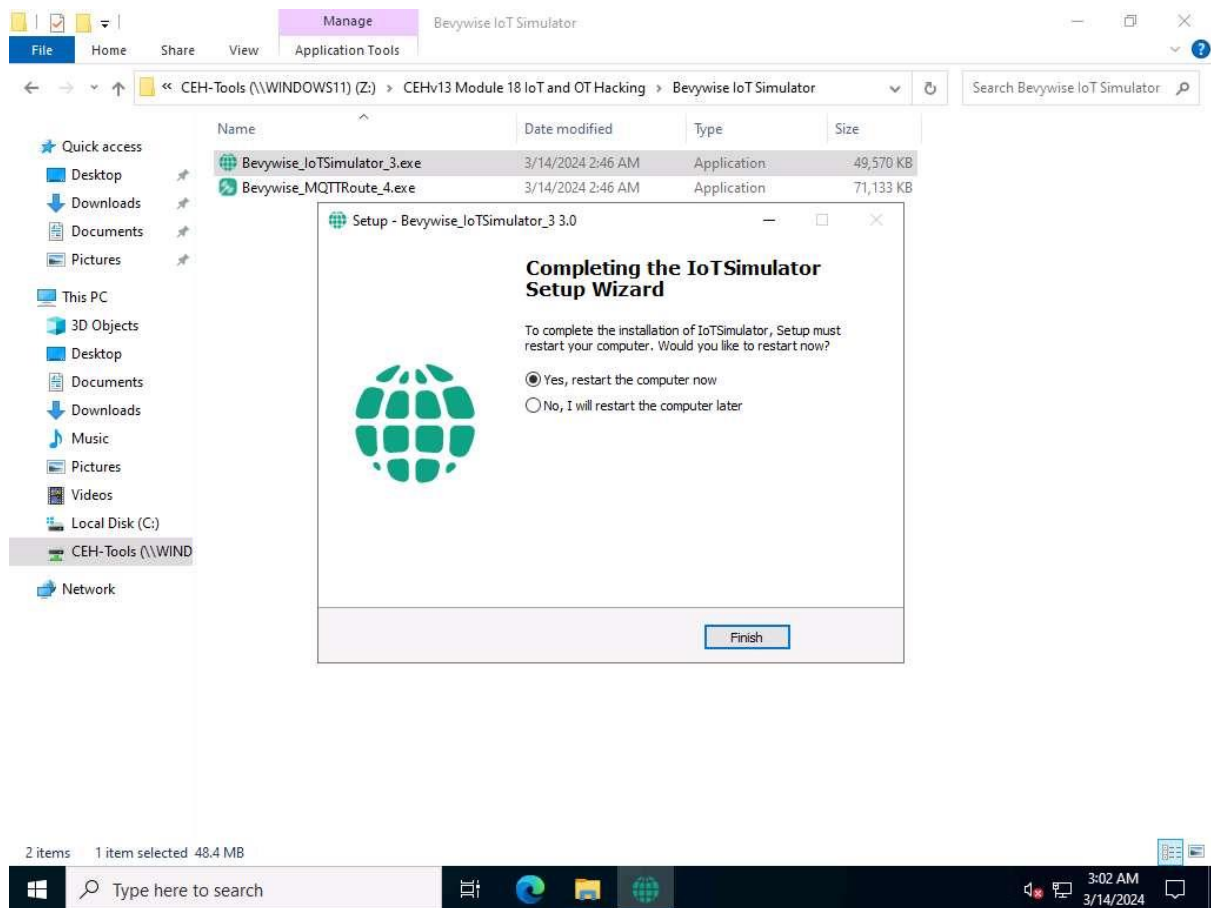 Manage
Bevywise IoT Simulator
File Home Share View Application Tools
« CEH-Tools (\\WINDOWS11) (Z:) › CEHv13 Module 18 IoT and OT Hacking › Bevywise IoT Simulator
Search Bevywise IoT Simulator
Name Date modified Type Size
Quick access
Bevywise_IoTSimulator_3.exe 3/14/2024 2:46 AM Application 49,570 KB
Desktop
Bevywise_MQTTRoute_4.exe 3/14/2024 2:46 AM Application 71,133 KB
Downloads
Documents
Pictures
This PC
3D Objects
Desktop
Documents
Downloads
Music
Pictures
Videos
Local Disk (C:)
CEH-Tools (\\WIND
Network
Setup - Bevywise_IoTSimulator_3 3.0
Completing the IoTSimulator
Setup Wizard
To complete the installation of IoTSimulator, Setup must
restart your computer. Would you like to restart now?
Yes, restart the computer now
No, I will restart the computer later
Finish
2 items 1 item selected 48.4 MB
Type here to search
3:02 AM
3/14/2024